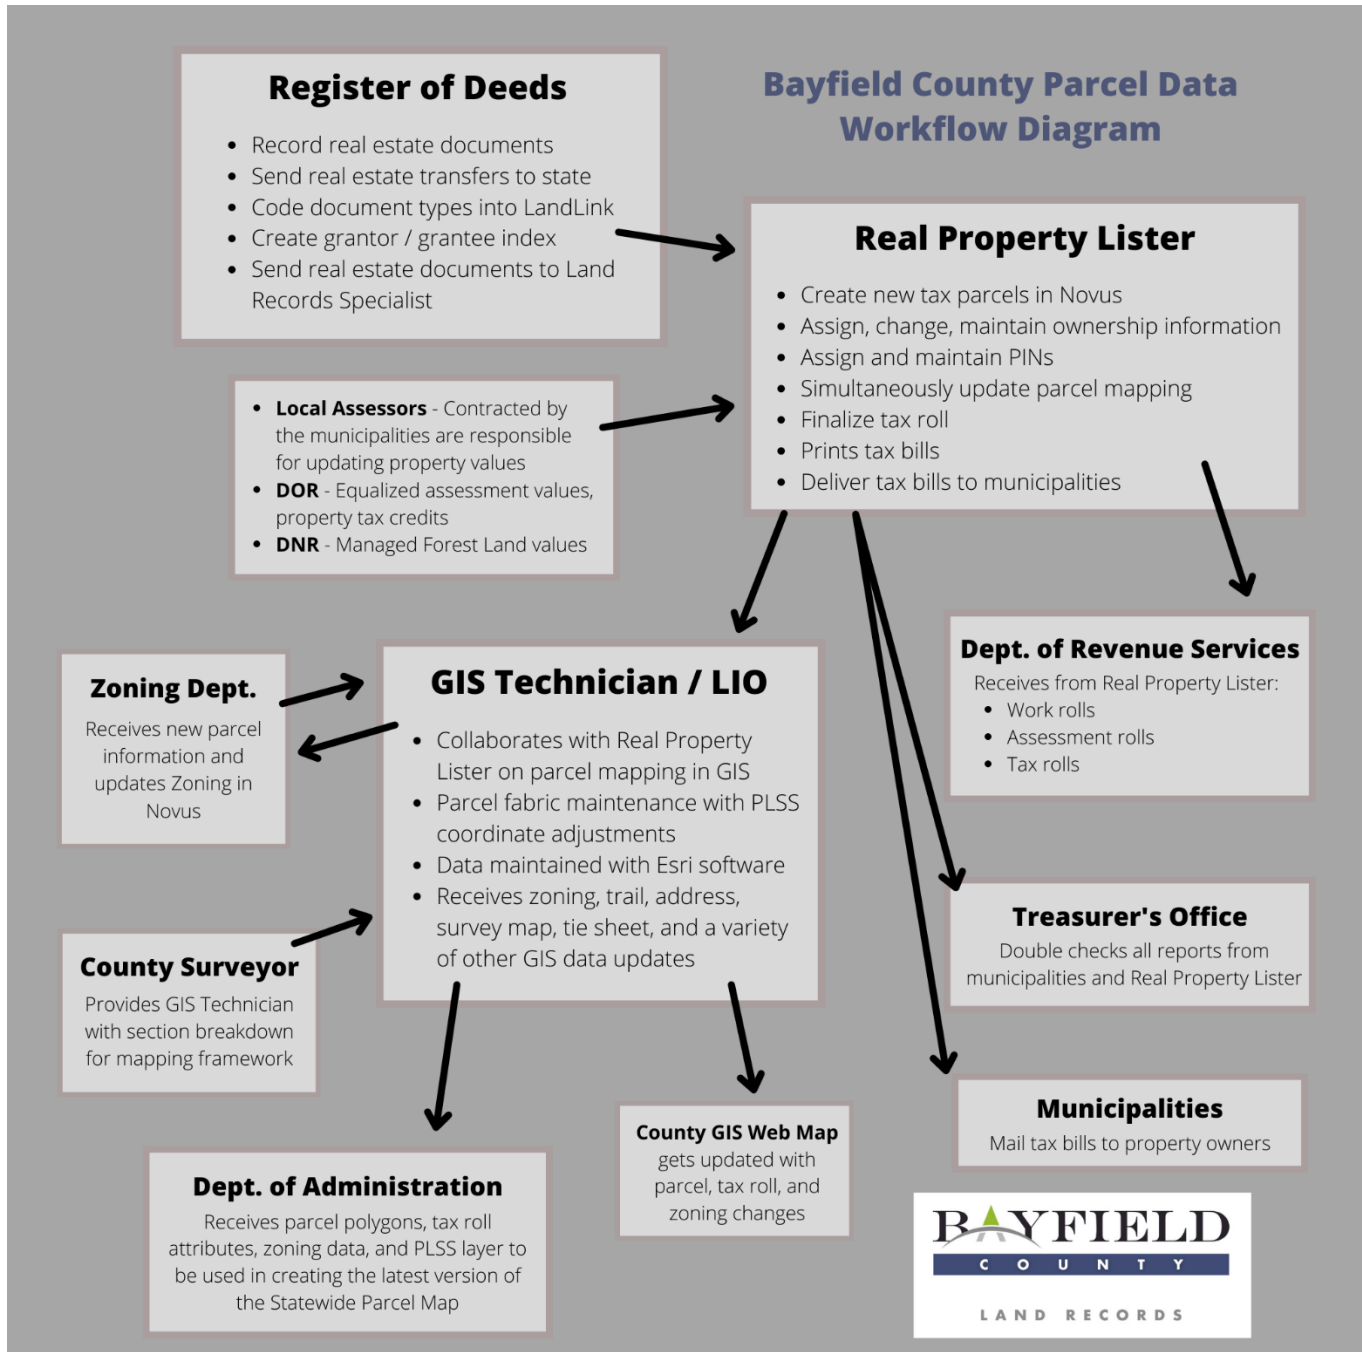 Register of Deeds
• Record real estate documents
• Send real estate transfers to state
• Code document types into LandLink
• Create grantor / grantee index
• Send real estate documents to Land
Records Specialist
Bayfield County Parcel Data
Workflow Diagram
Real Property Lister
• Create new tax parcels in Novus
• Assign, change, maintain ownership information
• Assign and maintain PINs
• Simultaneously update parcel mapping
• Finalize tax roll
• Prints tax bills
• Deliver tax bills to municipalities
• Local Assessors - Contracted by
the municipalities are responsible
for updating property values
• DOR - Equalized assessment values,
property tax credits
• DNR - Managed Forest Land values
Zoning Dept.
Receives new parcel
information and
updates Zoning in
Novus
GIS Technician / LIO
• Collaborates with Real Property
Lister on parcel mapping in GIS
• Parcel fabric maintenance with PLSS
coordinate adjustments
• Data maintained with Esri software
• Receives zoning, trail, address,
survey map, tie sheet, and a variety
of other GIS data updates
Dept. of Revenue Services
Receives from Real Property Lister:
• Work rolls
• Assessment rolls
• Tax rolls
County Surveyor
Provides GIS Technician
with section breakdown
for mapping framework
Treasurer's Office
Double checks all reports from
municipalities and Real Property Lister
Municipalities
Mail tax bills to property owners
County GIS Web Map
gets updated with
parcel, tax roll, and
zoning changes
Dept. of Administration
Receives parcel polygons, tax roll
attributes, zoning data, and PLSS layer to
be used in creating the latest version of
the Statewide Parcel Map
BAYFIELD
COUNTY
LAND RECORDS